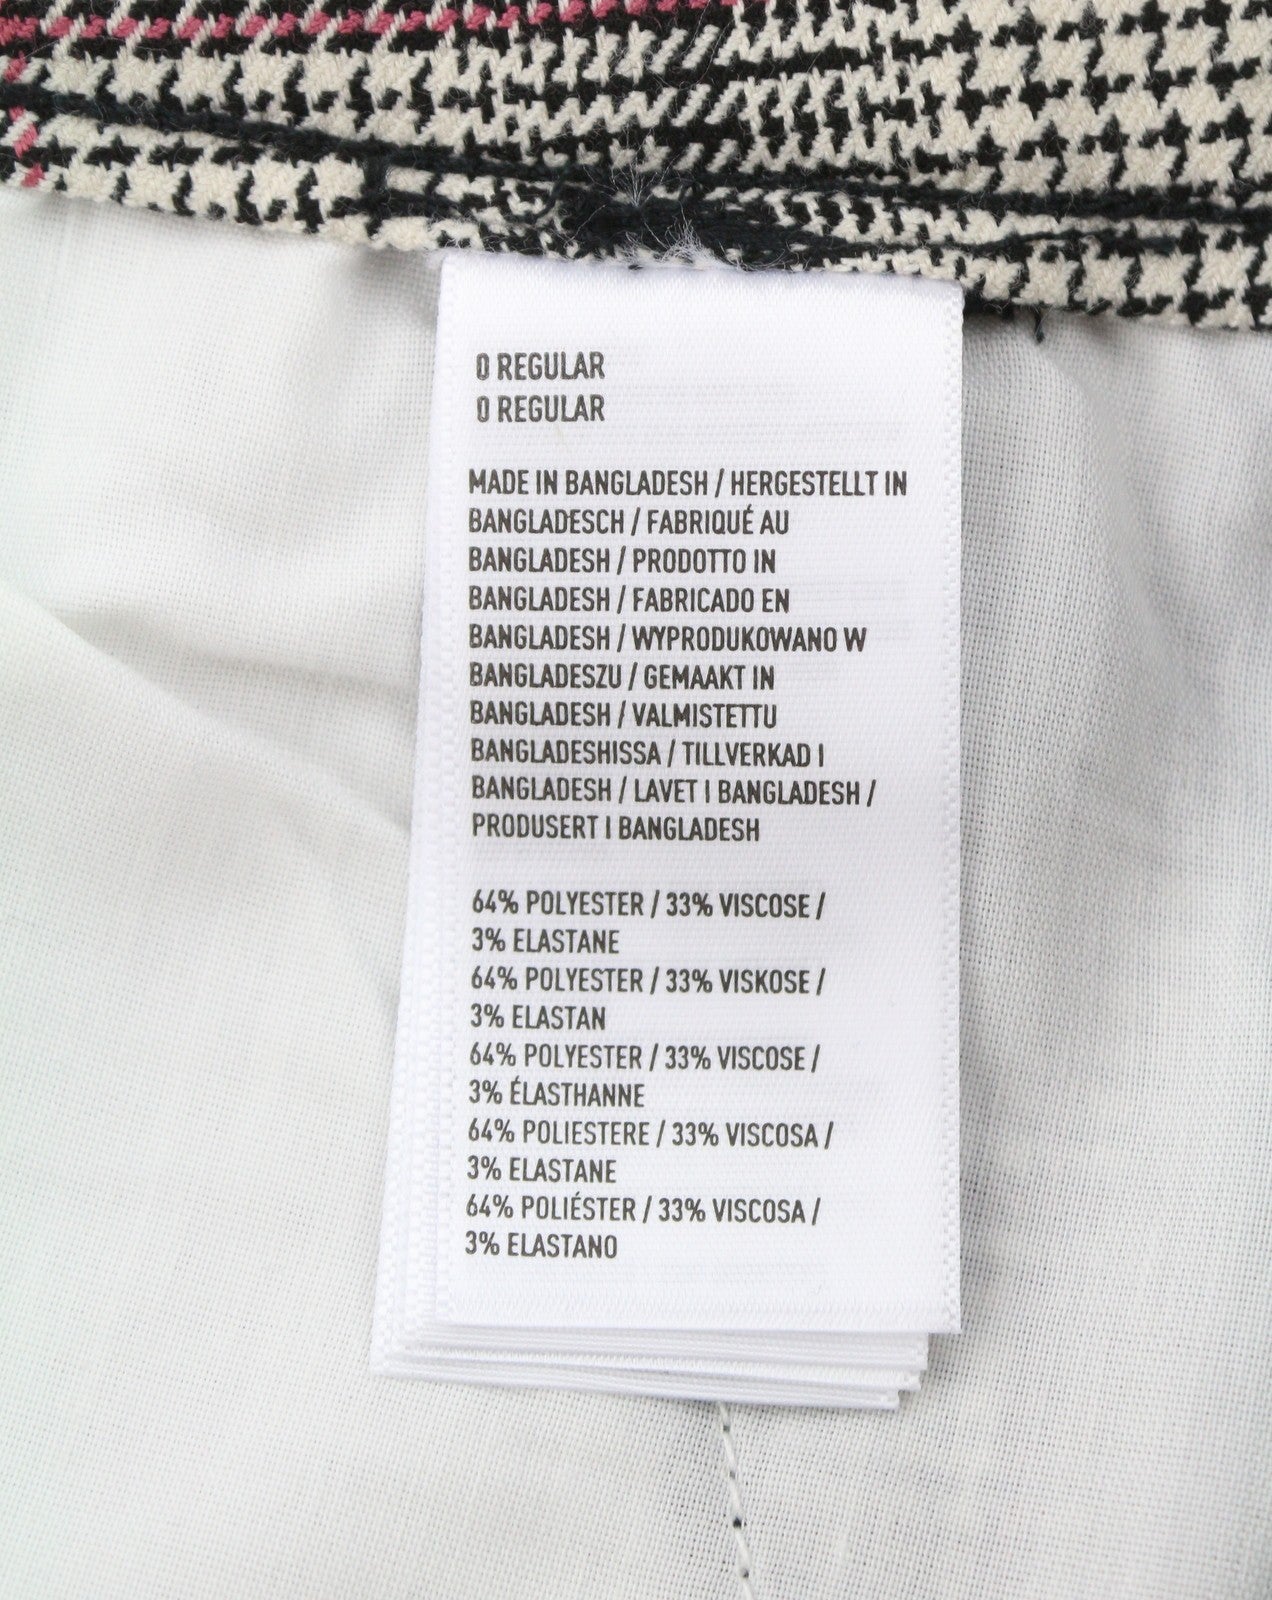 0 REGULAR
0 REGULAR
MADE IN BANGLADESH / HERGESTELLT IN
BANGLADESCH / FABRIQUÉ AU
BANGLADESH / PRODOTTO IN
BANGLADESH / FABRICADO EN
BANGLADESH / WYPRODUKOWANO W
BANGLADESZU / GEMAAKT IN
BANGLADESH / VALMISTETTU
BANGLADESHISSA / TILLVERKAD I
BANGLADESH / LAVET I BANGLADESH /
PRODUSERT I BANGLADESH
64% POLYESTER / 33% VISCOSE /
3% ELASTANE
64% POLYESTER / 33% VISKOSE /
3% ELASTAN
64% POLYESTER / 33% VISCOSE /
3% ÉLASTHANNE
64% POLIESTERE / 33% VISCOSA /
3% ELASTANE
64% POLIÉSTER / 33% VISCOSA /
3% ELASTANO